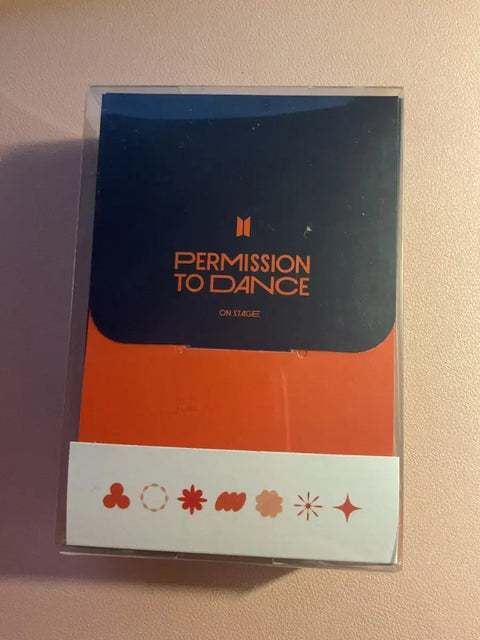 PERMISSION
TO DANCE
ON STAGE